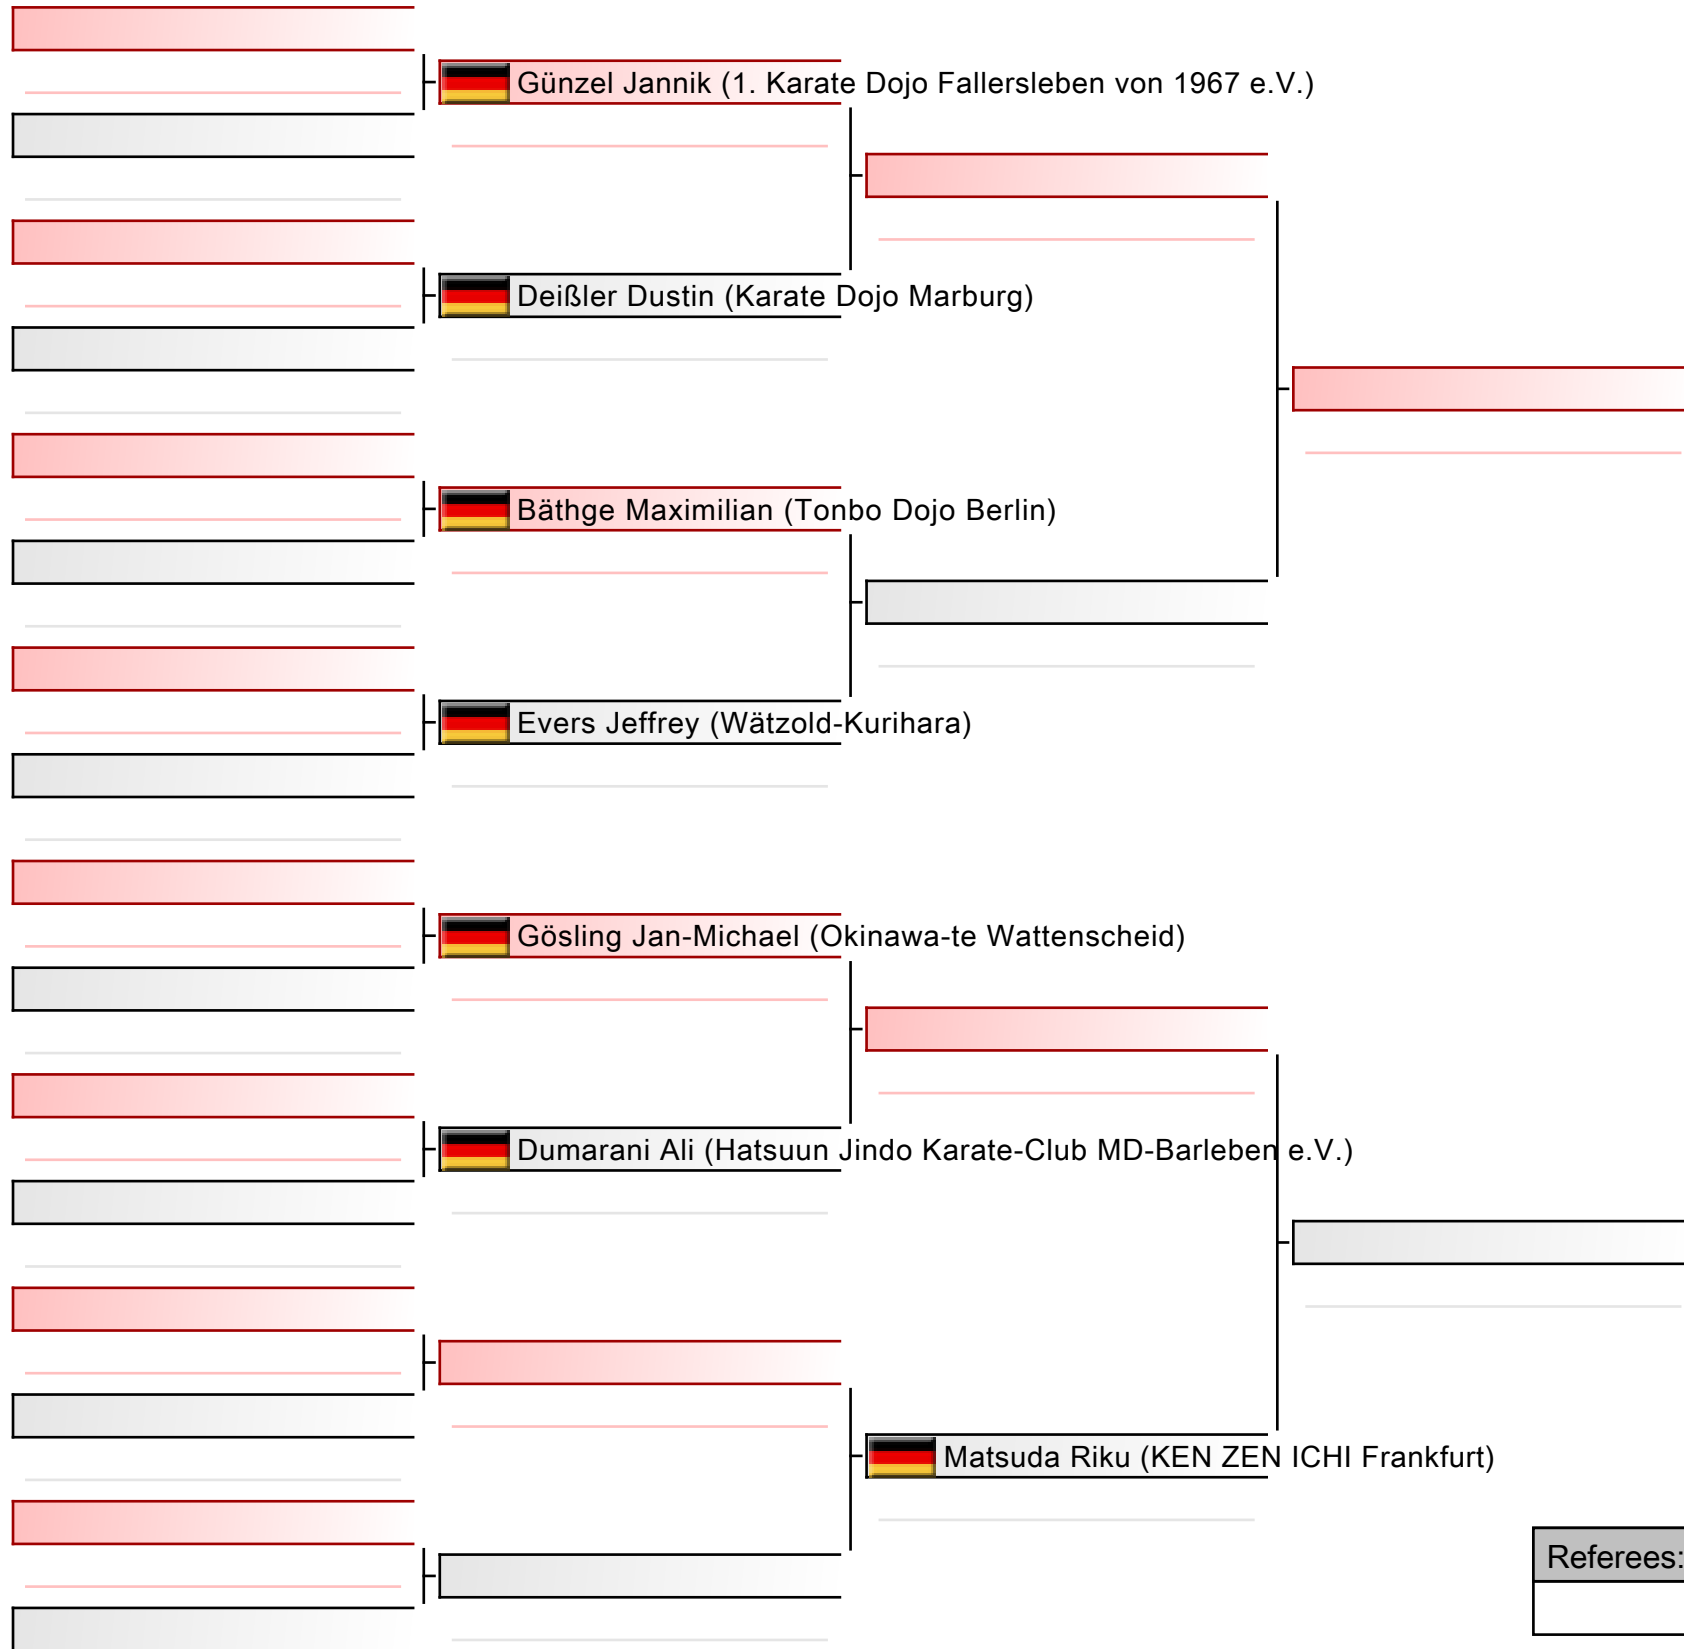 Günzel Jannik (1. Karate Dojo Fallersleben von 1967 e.V.)
Deißler Dustin (Karate Dojo Marburg)
Bäthge Maximilian (Tonbo Dojo Berlin)
Evers Jeffrey (Wätzold-Kurihara)
Gösling Jan-Michael (Okinawa-te Wattenscheid)
Dumarani Ali (Hatsuun Jindo Karate-Club MD-Barleben e.V.)
Matsuda Riku (KEN ZEN ICHI Frankfurt)
Referees: